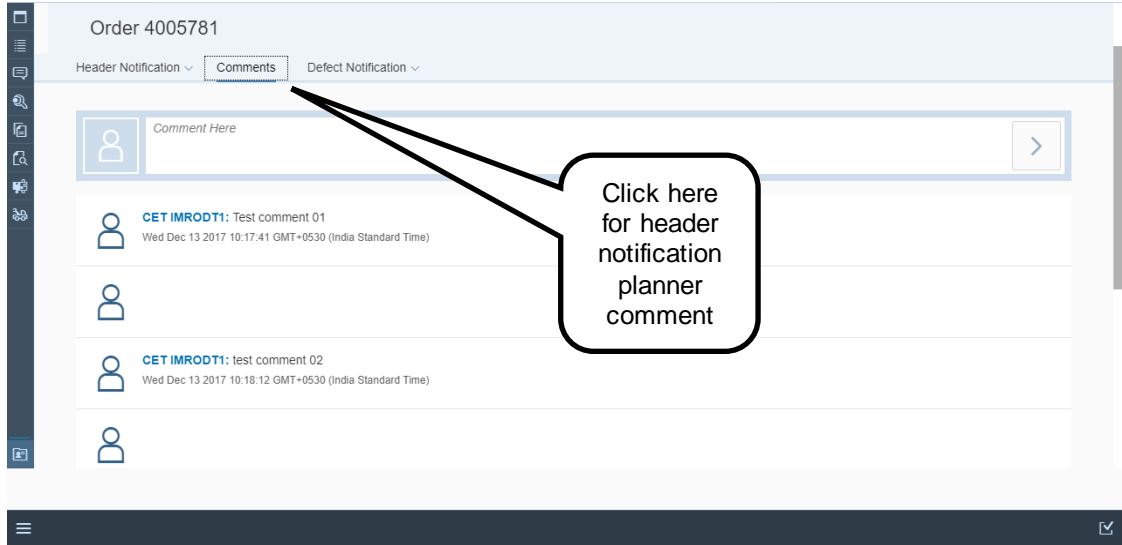 Order 4005781
Header Notification Comments Defect Notification
Comment Here
Click here
for header
notification
planner
comment
CET IMRODT1: Test comment 01
Wed Dec 13 2017 10:17:41 GMT+0530 (India Standard Time)
CET IMRODT1: test comment 02
Wed Dec 13 2017 10:18:12 GMT+0530 (India Standard Time)